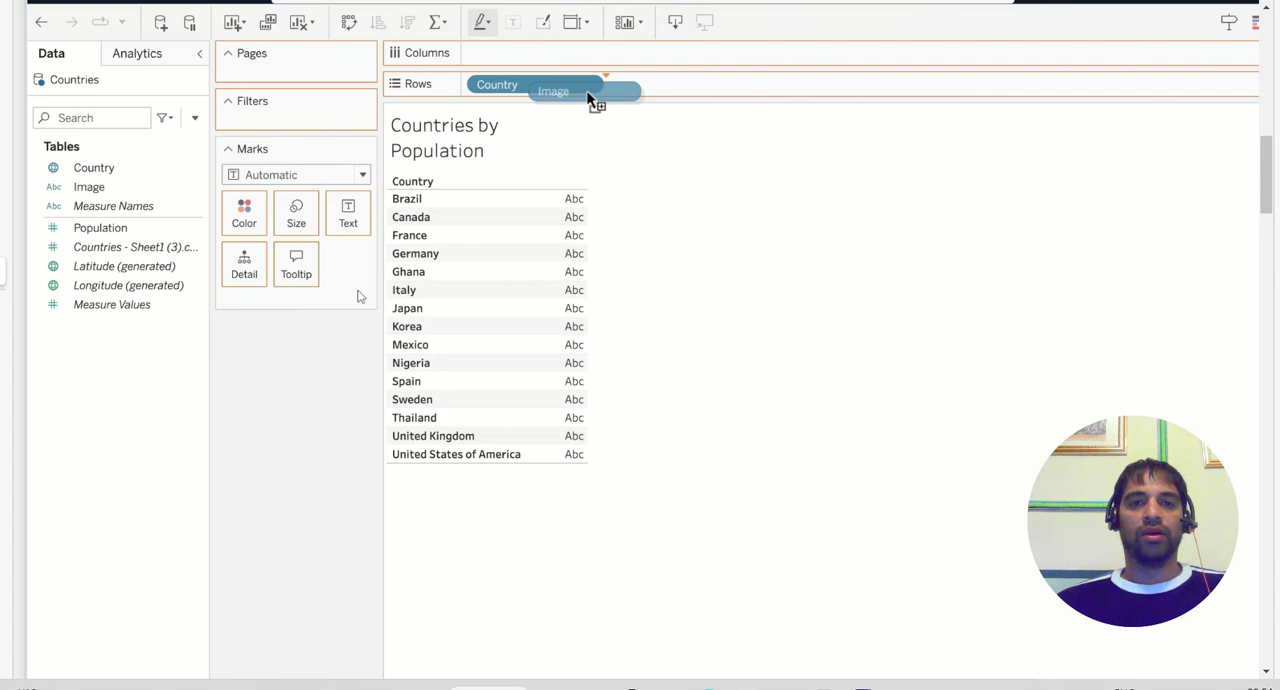 Data
Analytics
Countries
Search
Tables
Country
Abc Image
Abc Measure Names
Population
Countries - Sheet1 (3).c...
Latitude (generated)
Longitude (generated)
Measure Values
Pages
Filters
Marks
Automatic
Color
Size
Text
Detail
Tooltip
Columns
Rows
Country
Image
Countries by
Population
Country
Brazil Abc
Canada Abc
France Abc
Germany Abc
Ghana Abc
Italy Abc
Japan Abc
Korea Abc
Mexico Abc
Nigeria Abc
Spain Abc
Sweden Abc
Thailand Abc
United Kingdom Abc
United States of America Abc